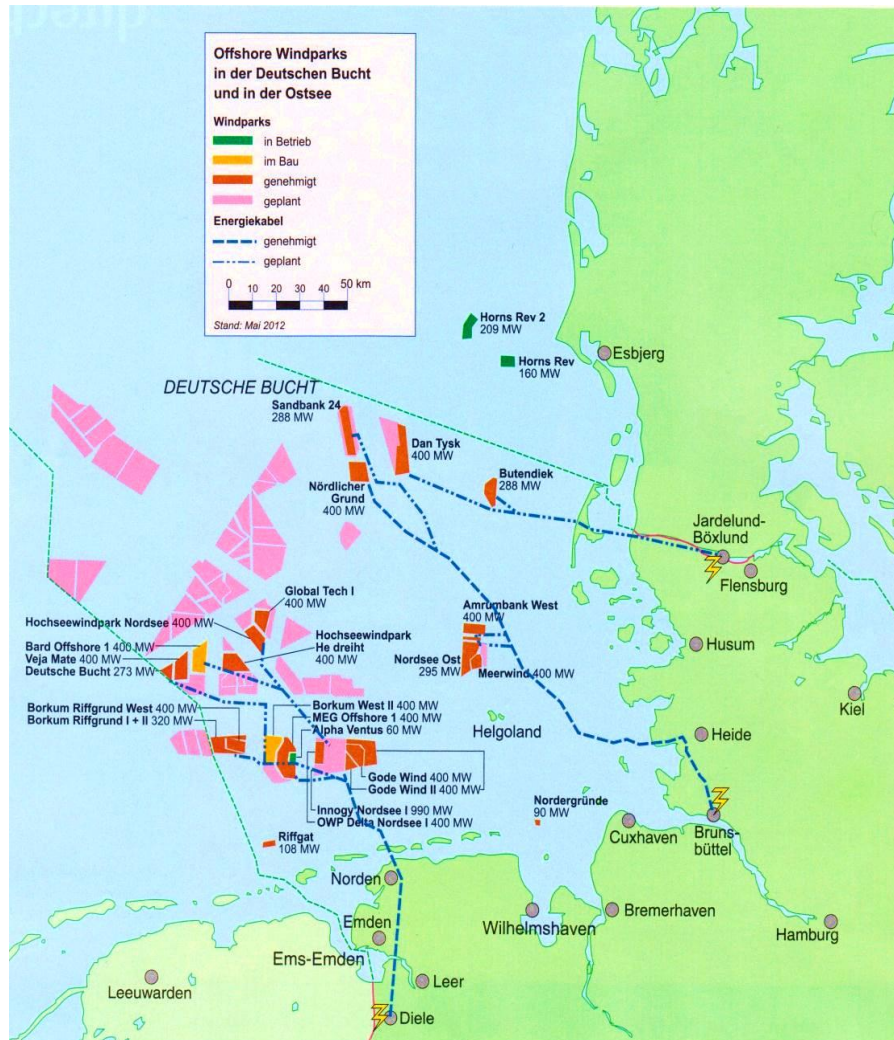 Offshore Windparks
in der Deutschen Bucht
und in der Ostsee
Windparks
in Betrieb
im Bau
genehmigt
geplant
Energiekabel
genehmigt
geplant
0 10 20 30 40 50 km
Stand: Mai 2012
Horns Rev 2
209 MW
Esbjerg
Horns Rev
160 MW
DEUTSCHE BUCHT
Sandbank 24
288 MW
Dan Tysk
400 MW
Butendiek
288 MW
Nördlicher
Grund
400 MW
Jardelund-
Böxlund
Flensburg
Global Tech I
400 MW
Hochseewindpark Nordsee 400 MW
Hochseewindpark
He dreiht
400 MW
Amrumbank West
400 MW
Bard Offshore 1 400 MW
Veja Mate 400 MW
Deutsche Bucht 273 MW
Nordsee Ost
295 MW
Meerwind 400 MW
Husum
Kiel
Borkum Riffgrund West 400 MW
Borkum Riffgrund I + II 320 MW
Borkum West II 400 MW
MEG Offshore 1 400 MW
Alpha Ventus 60 MW
Helgoland
Heide
Gode Wind 400 MW
Gode Wind II 400 MW
Innogy Nordsee I 990 MW
OWP Delta Nordsee I 400 MW
Nordergründe
90 MW
Riffgat
108 MW
Cuxhaven
Bruns-
büttel
Norden
Emden
Wilhelmshaven
Bremerhaven
Hamburg
Ems-Emden
Leer
Leeuwarden
Diele